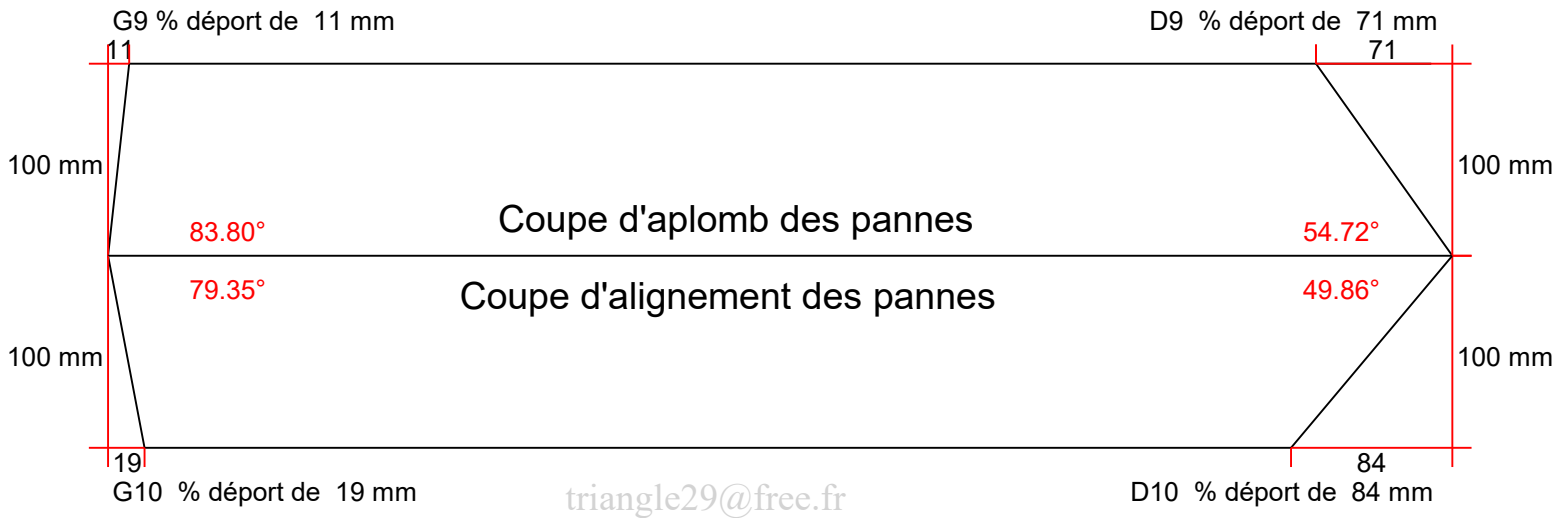 G9 % déport de 11 mm
D9 % déport de 71 mm
11
71
100 mm
100 mm
Coupe d'aplomb des pannes
83.80°
54.72°
79.35°
Coupe d'alignement des pannes
49.86°
100 mm
100 mm
19
84
G10 % déport de 19 mm
triangle29@free.fr
D10 % déport de 84 mm